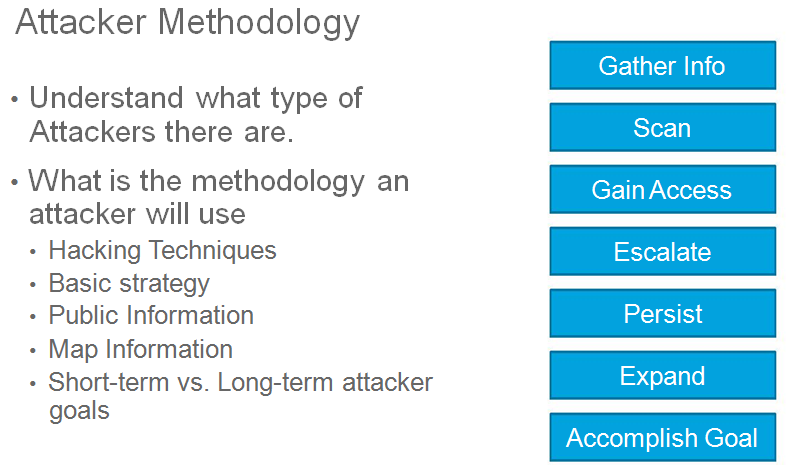 Attacker Methodology
• Understand what type of
Attackers there are.
• What is the methodology an
attacker will use
• Hacking Techniques
• Basic strategy
• Public Information
• Map Information
• Short-term vs. Long-term attacker
goals
Gather Info
Scan
Gain Access
Escalate
Persist
Expand
Accomplish Goal